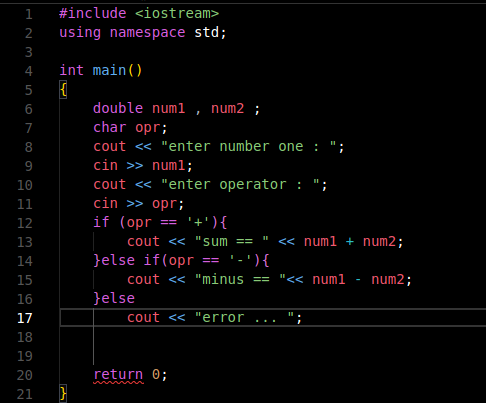 1 #include <iostream>
2 using namespace std;
3
4 int main()
5 {
6 double num1 , num2 ;
7 char opr;
8 cout << "enter number one : ";
9 cin >> num1;
10 cout << "enter operator : ";
11 cin >> opr;
12 if (opr == '+'){
13 cout << "sum == " << num1 + num2;
14 }else if(opr == '-'){
15 cout << "minus == "<< num1 - num2;
16 }else
17 cout << "error ... ";
18
19
20 return 0;
21 }